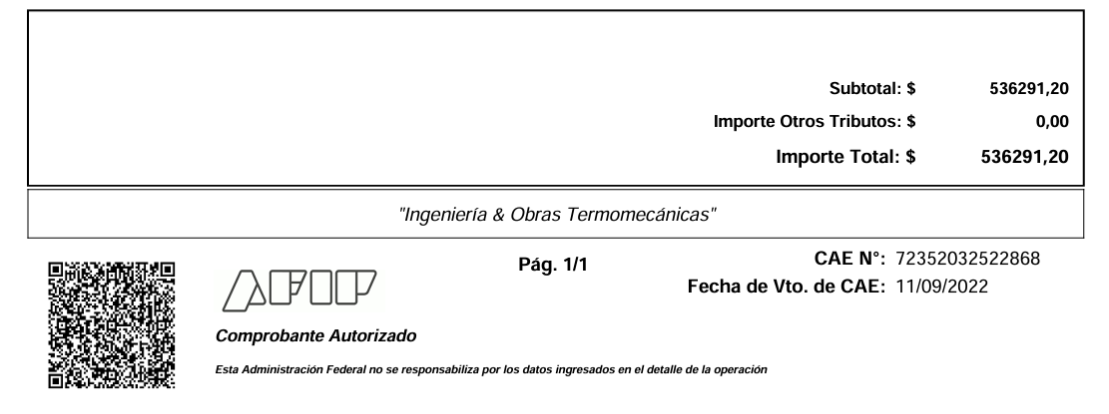 Subtotal: $ 536291,20
Importe Otros Tributos: $ 0,00
Importe Total: $ 536291,20
"Ingeniería & Obras Termomecánicas"
Pág. 1/1
CAE N°: 72352032522868
Fecha de Vto. de CAE: 11/09/2022
AFIP
Comprobante Autorizado
Esta Administración Federal no se responsabiliza por los datos ingresados en el detalle de la operación